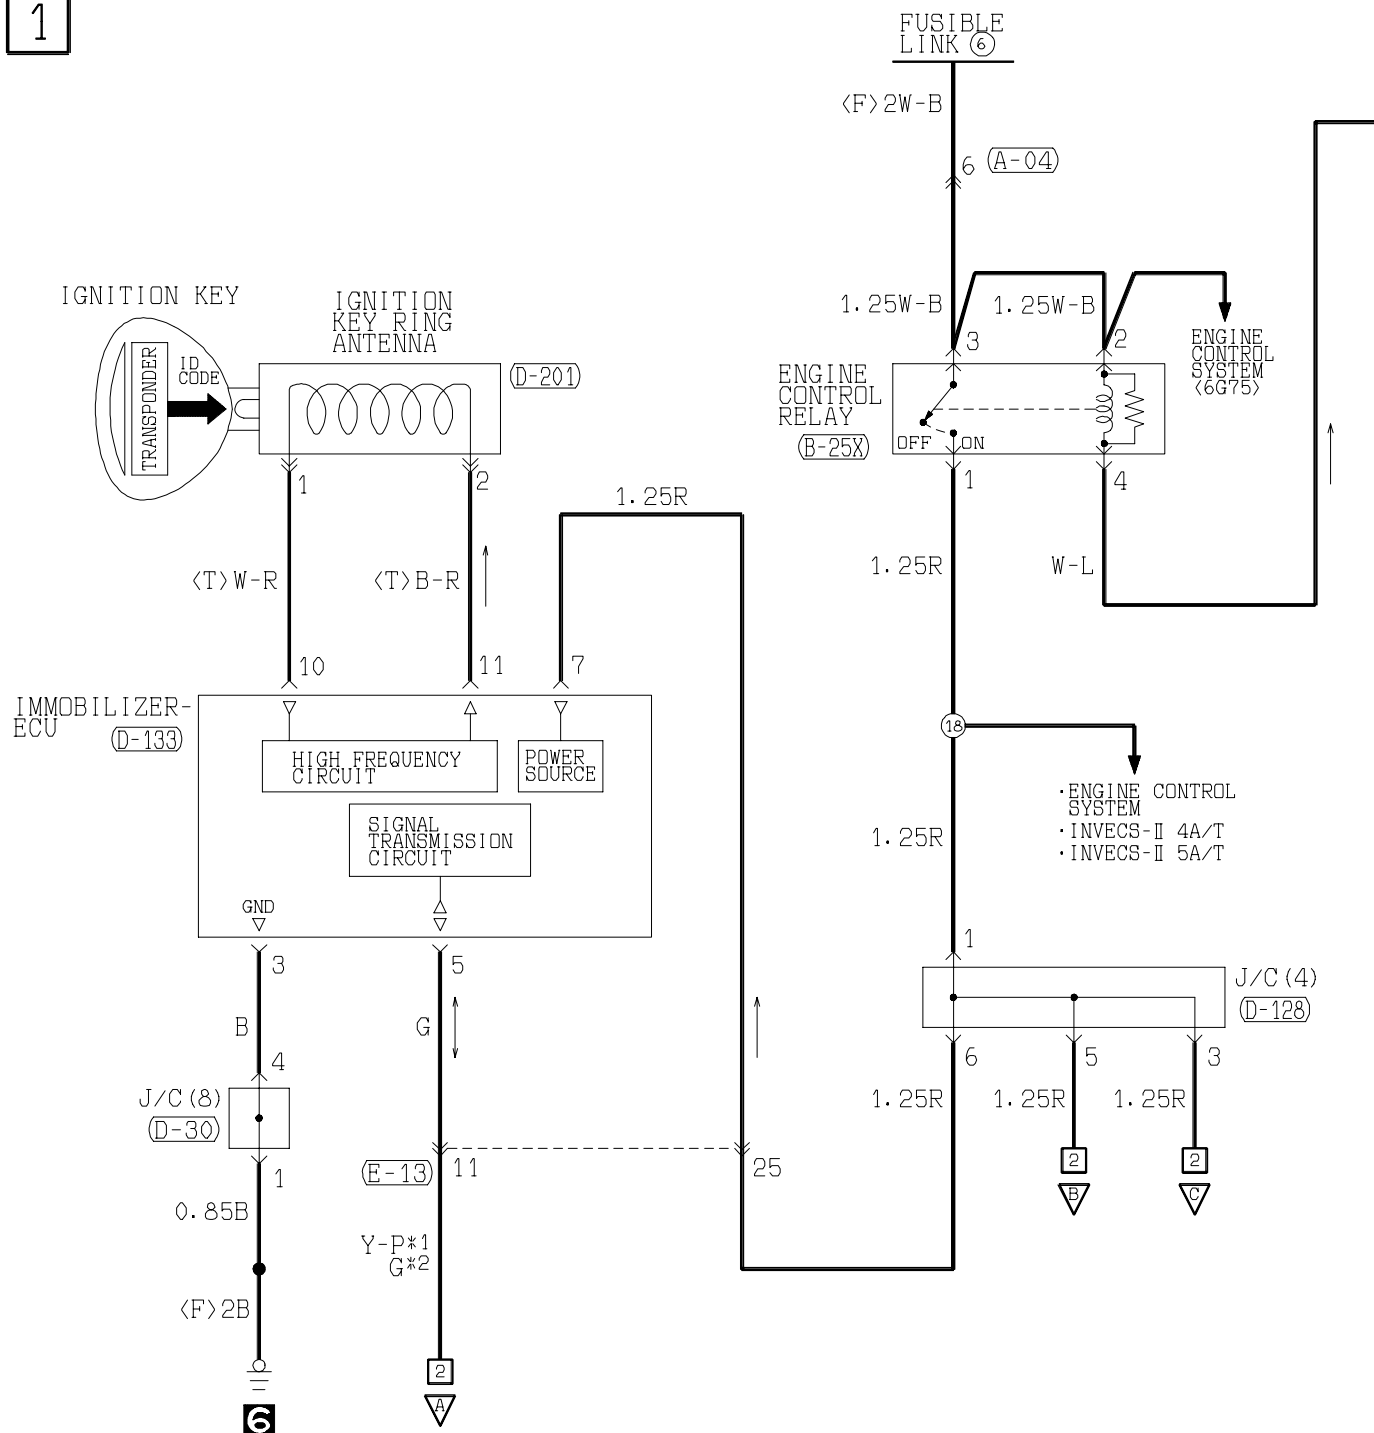 1
FUSIBLE
LINK ⑥
<F>2W-B
6 (A-04)
IGNITION KEY
IGNITION
KEY RING
ANTENNA
1.25W-B
1.25W-B
3
2
ENGINE
CONTROL
SYSTEM
<6G75>
TRANSPONDER
ID
CODE
(D-201)
ENGINE
CONTROL
RELAY
(B-25X)
OFF
ON
1
2
1
4
1.25R
<T>W-R
<T>B-R
1.25R
W-L
10
11
7
IMMOBILIZER-
ECU
(D-133)
HIGH FREQUENCY
CIRCUIT
POWER
SOURCE
18
SIGNAL
TRANSMISSION
CIRCUIT
·ENGINE CONTROL
SYSTEM
·INVECS-Ⅱ 4A/T
·INVECS-Ⅱ 5A/T
1.25R
GND
3
5
1
J/C(4)
(D-128)
B
G
4
6
5
3
J/C(8)
(D-30)
1.25R
1.25R
1.25R
1
(E-13)
11
25
2
B
2
C
0.85B
Y-P*1
G*2
<F>2B
2
A
6